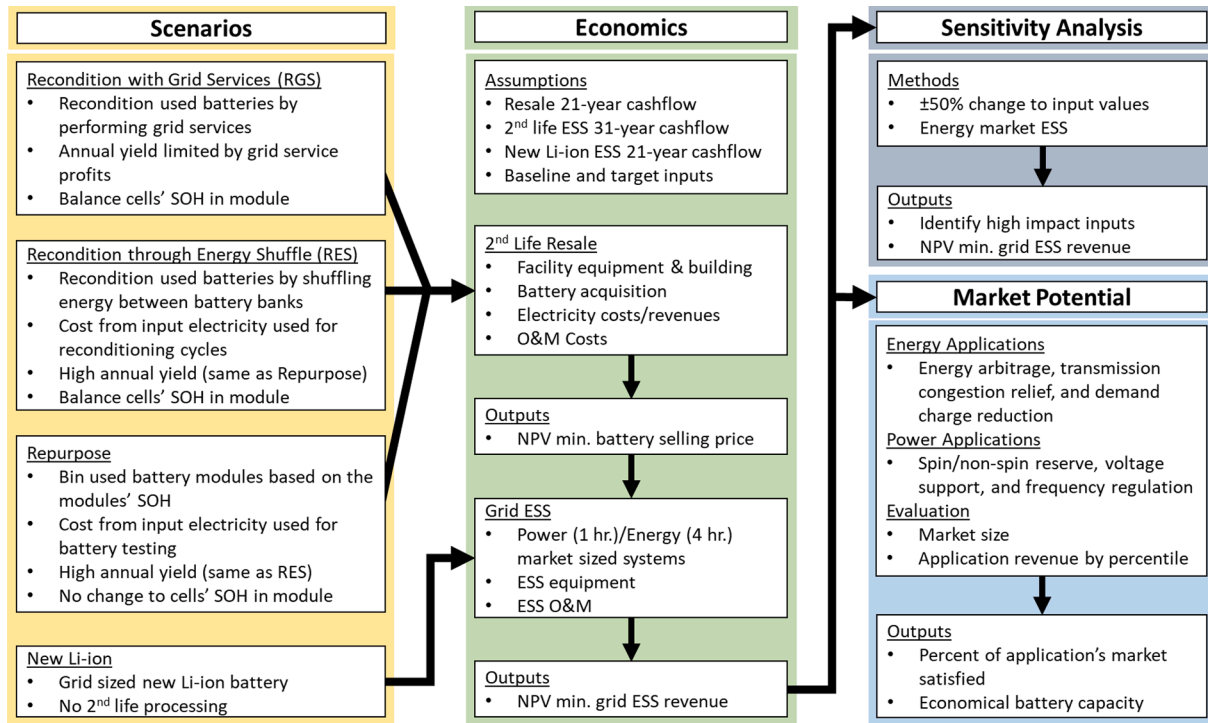 Scenarios
Recondition with Grid Services (RGS)
• Recondition used batteries by
performing grid services
• Annual yield limited by grid service
profits
• Balance cells' SOH in module
Recondition through Energy Shuffle (RES)
• Recondition used batteries by shuffling
energy between battery banks
• Cost from input electricity used for
reconditioning cycles
• High annual yield (same as Repurpose)
• Balance cells' SOH in module
Repurpose
• Bin used battery modules based on the
modules' SOH
• Cost from input electricity used for
battery testing
• High annual yield (same as RES)
• No change to cells' SOH in module
New Li-ion
• Grid sized new Li-ion battery
• No 2nd life processing
Economics
Assumptions
• Resale 21-year cashflow
• 2nd life ESS 31-year cashflow
• New Li-ion ESS 21-year cashflow
• Baseline and target inputs
2nd Life Resale
• Facility equipment & building
• Battery acquisition
• Electricity costs/revenues
• O&M Costs
Outputs
• NPV min. battery selling price
Grid ESS
• Power (1 hr.)/Energy (4 hr.)
market sized systems
• ESS equipment
• ESS O&M
Outputs
• NPV min. grid ESS revenue
Sensitivity Analysis
Methods
• ±50% change to input values
• Energy market ESS
Outputs
• Identify high impact inputs
• NPV min. grid ESS revenue
Market Potential
Energy Applications
• Energy arbitrage, transmission
congestion relief, and demand
charge reduction
Power Applications
• Spin/non-spin reserve, voltage
support, and frequency regulation
Evaluation
• Market size
• Application revenue by percentile
Outputs
• Percent of application's market
satisfied
• Economical battery capacity